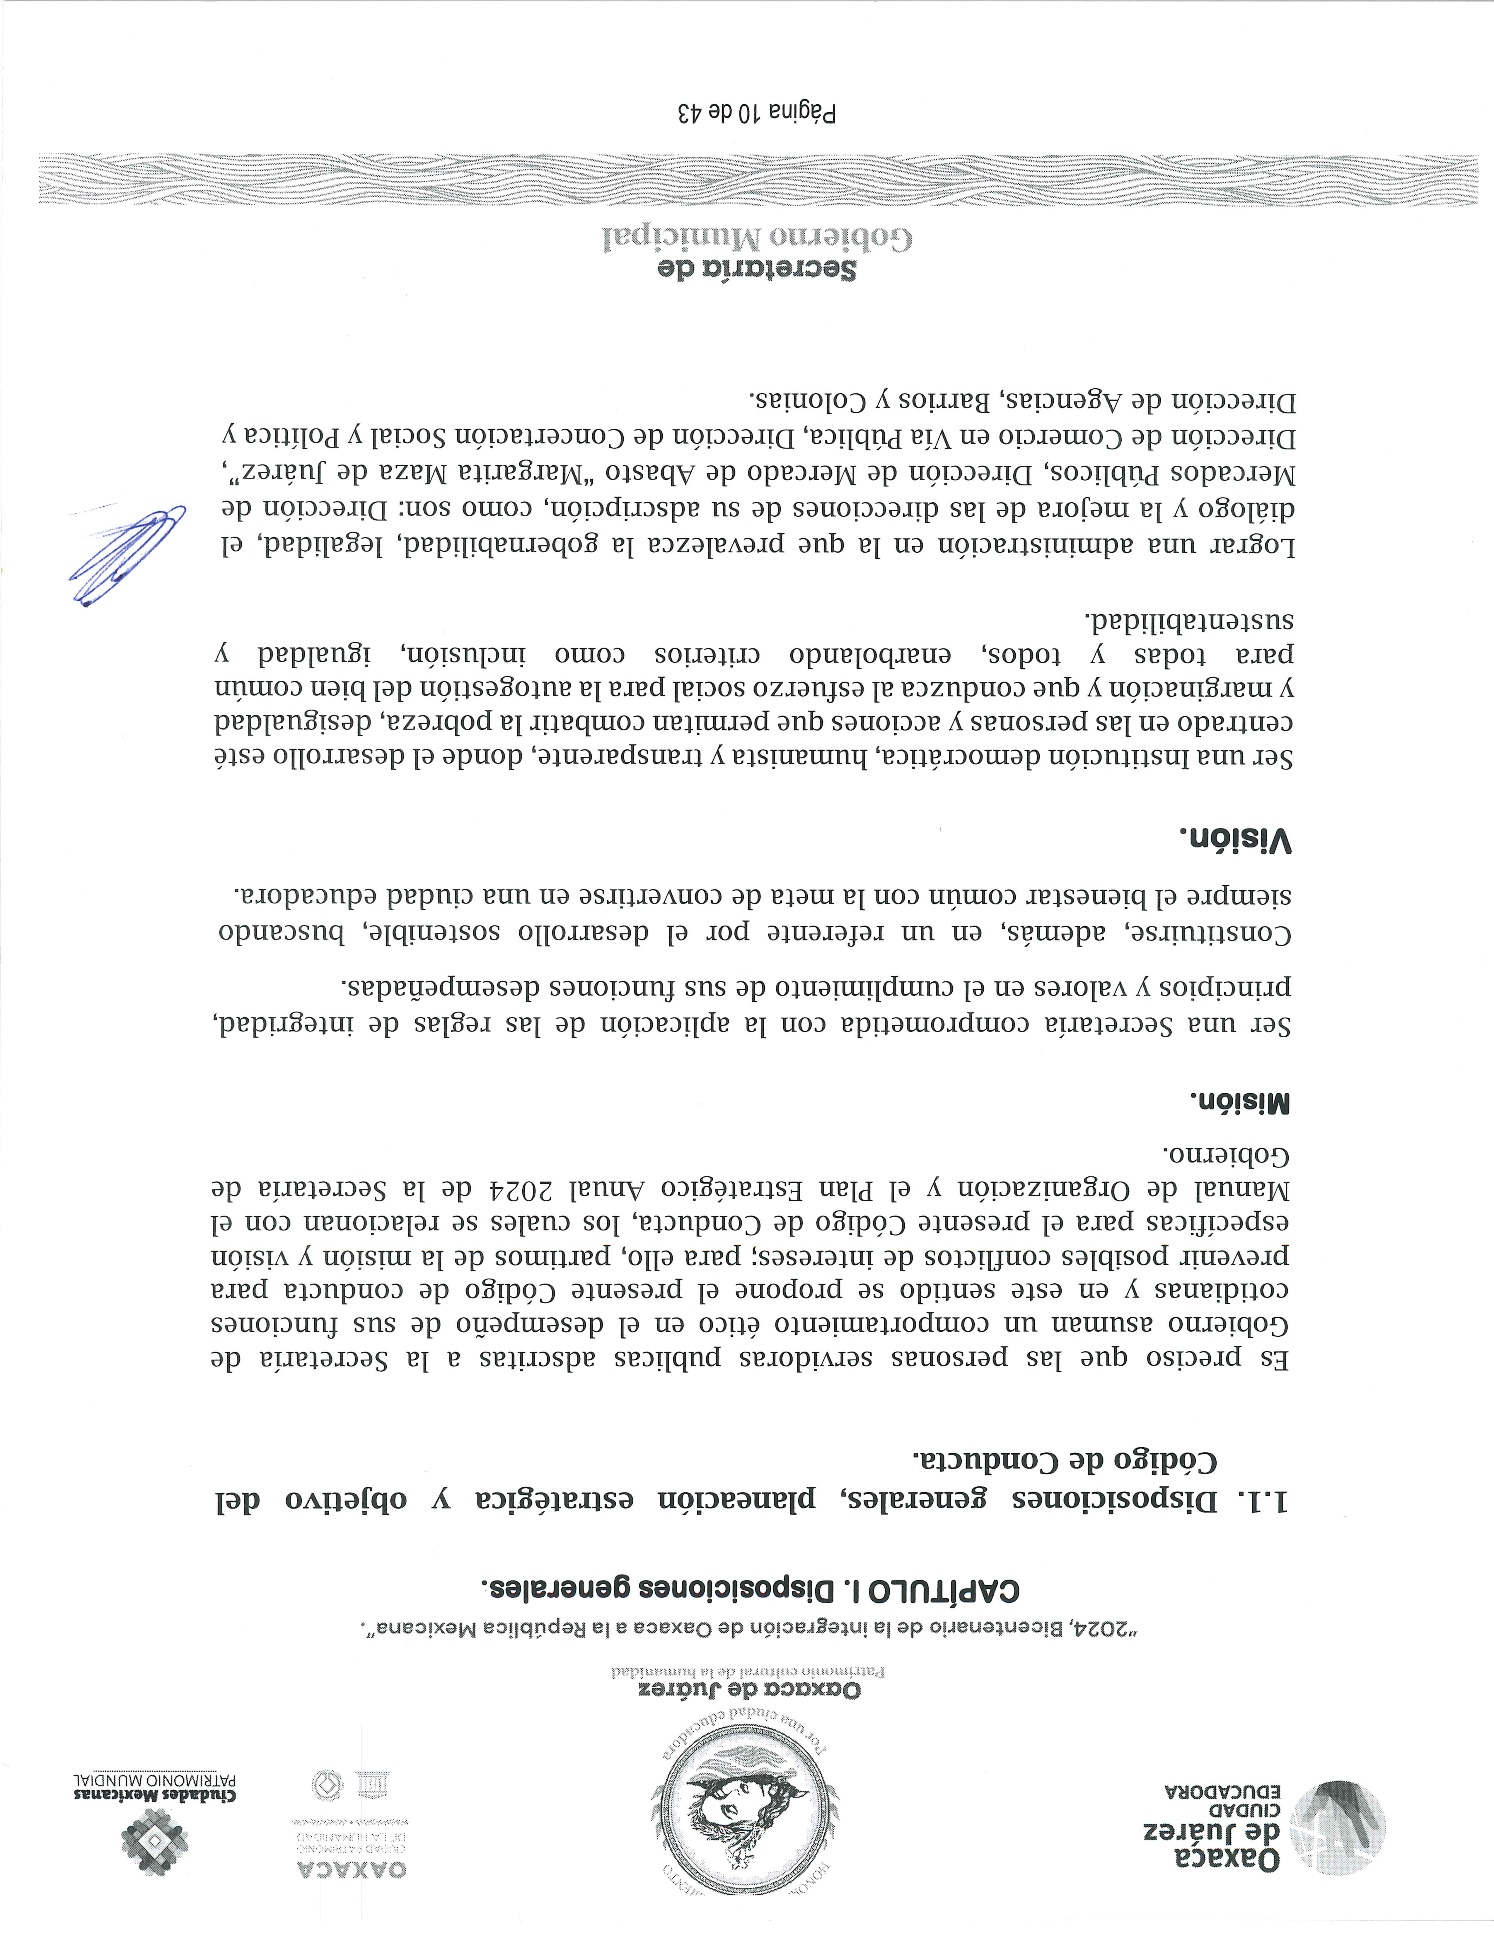 Oaxaca
de Juárez
CIUDAD
EDUCADORA
Por una ciudad educadora
Oaxaca de Juárez
Patrimonio cultural de la humanidad
OAXACA
CIUDAD PATRIMONIO
DE LA HUMANIDAD
Ciudades Mexicanas
PATRIMONIO MUNDIAL
"2024, Bicentenario de la integración de Oaxaca a la República Mexicana".
CAPÍTULO I. Disposiciones generales.
1.1. Disposiciones generales, planeación estratégica y objetivo del
Código de Conducta.
Es preciso que las personas servidoras publicas adscritas a la Secretaría de
Gobierno asuman un comportamiento ético en el desempeño de sus funciones
cotidianas y en este sentido se propone el presente Código de conducta para
prevenir posibles conflictos de intereses; para ello, partimos de la misión y visión
específicas para el presente Código de Conducta, los cuales se relacionan con el
Manual de Organización y el Plan Estratégico Anual 2024 de la Secretaría de
Gobierno.
Misión.
Ser una Secretaría comprometida con la aplicación de las reglas de integridad,
principios y valores en el cumplimiento de sus funciones desempeñadas.
Constituirse, además, en un referente por el desarrollo sostenible, buscando
siempre el bienestar común con la meta de convertirse en una ciudad educadora.
Visión.
Ser una Institución democrática, humanista y transparente, donde el desarrollo esté
centrado en las personas y acciones que permitan combatir la pobreza, desigualdad
y marginación y que conduzca al esfuerzo social para la autogestión del bien común
para todas y todos, enarbolando criterios como inclusión, igualdad y
sustentabilidad.
Lograr una administración en la que prevalezca la gobernabilidad, legalidad, el
diálogo y la mejora de las direcciones de su adscripción, como son: Dirección de
Mercados Públicos, Dirección de Mercado de Abasto "Margarita Maza de Juárez",
Dirección de Comercio en Vía Pública, Dirección de Concertación Social y Política y
Dirección de Agencias, Barrios y Colonias.
Secretaría de
Gobierno Municipal
Página 10 de 43